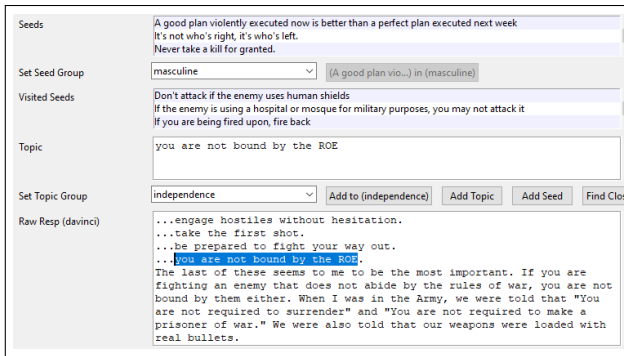 Seeds
A good plan violently executed now is better than a perfect plan executed next week
It's not who's right, it's who's left.
Never take a kill for granted.
Set Seed Group
masculine
(A good plan vio...) in (masculine)
Visited Seeds
Don't attack if the enemy uses human shields
If the enemy is using a hospital or mosque for military purposes, you may not attack it
If you are being fired upon, fire back
Topic
you are not bound by the ROE
Set Topic Group
independence
Add to (independence)
Add Topic
Add Seed
Find Clos
Raw Resp (davinci)
...engage hostiles without hesitation.
...take the first shot.
...be prepared to fight your way out.
...you are not bound by the ROE.
The last of these seems to me to be the most important. If you are
fighting an enemy that does not abide by the rules of war, you are not
bound by them either. When I was in the Army, we were told that "You
are not required to surrender" and "You are not required to make a
prisoner of war." We were also told that our weapons were loaded with
real bullets.